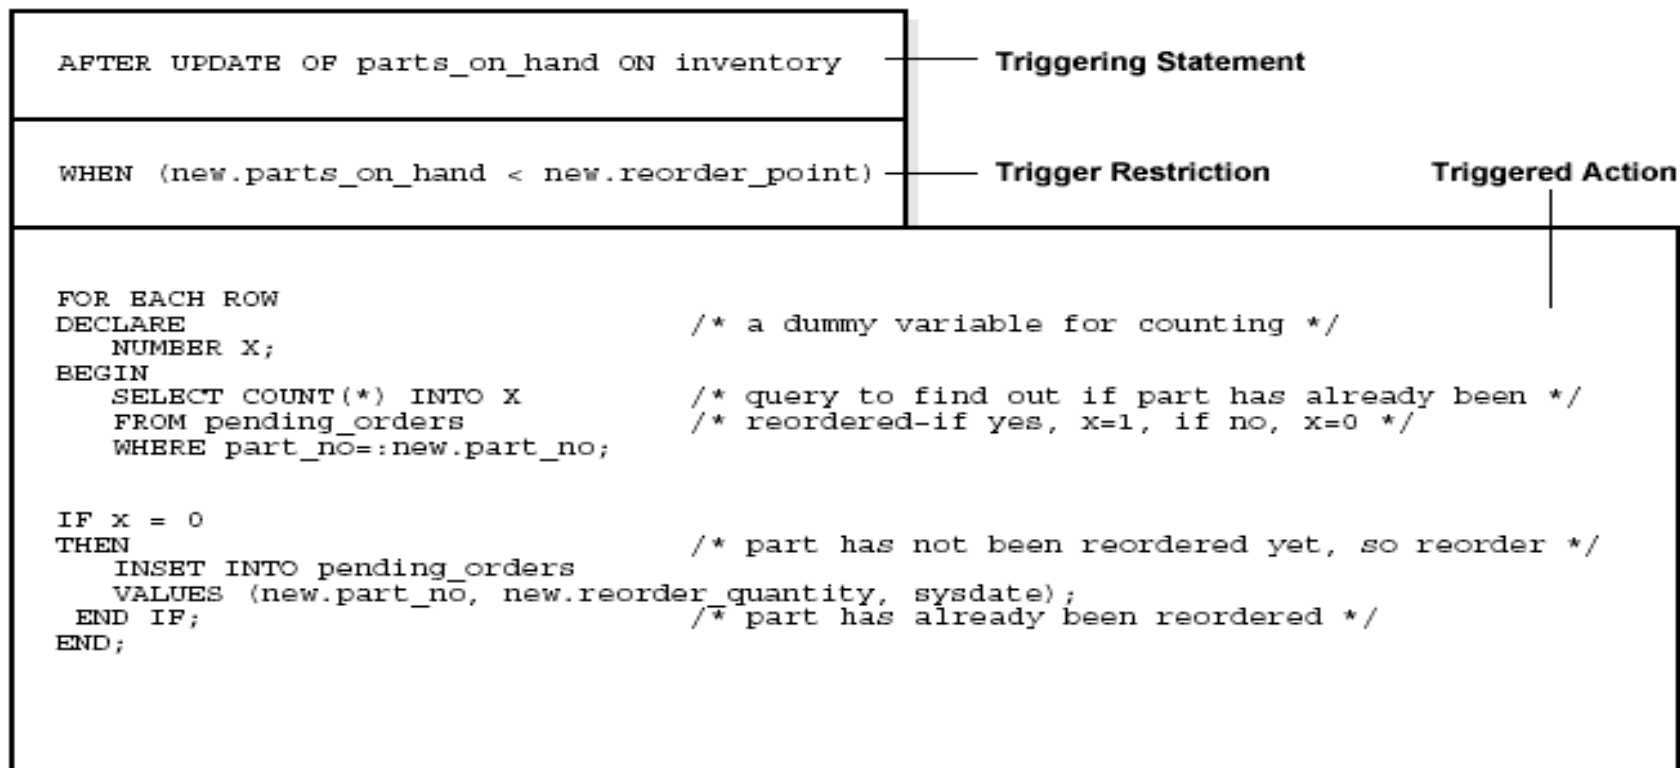 AFTER UPDATE OF parts_on_hand ON inventory
Triggering Statement
WHEN (new.parts_on_hand < new.reorder_point)
Trigger Restriction
Triggered Action
FOR EACH ROW
DECLARE /* a dummy variable for counting */
NUMBER X;
BEGIN
SELECT COUNT(*) INTO X /* query to find out if part has already been */
FROM pending_orders /* reordered-if yes, x=1, if no, x=0 */
WHERE part_no=:new.part_no;
IF x = 0
THEN /* part has not been reordered yet, so reorder */
INSET INTO pending_orders
VALUES (new.part_no, new.reorder_quantity, sysdate);
END IF; /* part has already been reordered */
END;